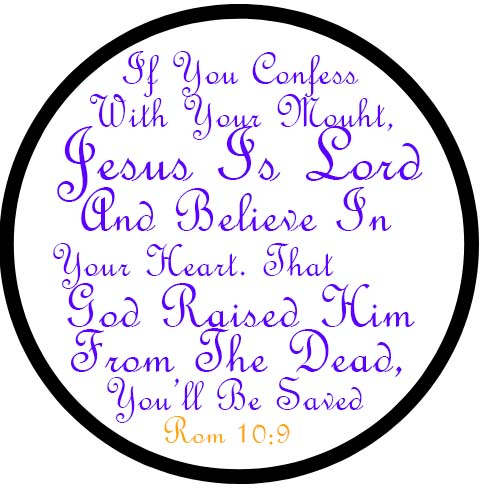 If You Confess
With Your Mouht,
Jesus Is Lord
And Believe In
Your Heart. That
God Raised Him
From The Dead,
You'll Be Saved
Rom 10:9